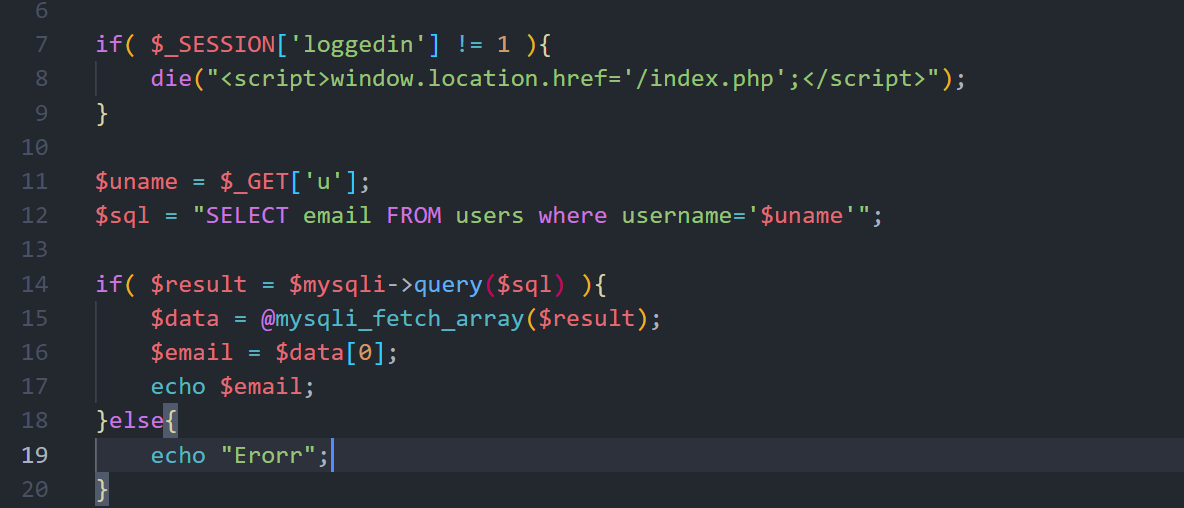 6
7 if( $_SESSION['loggedin'] != 1 ){
8 die("<script>window.location.href='/index.php';</script>");
9 }
10
11 $uname = $_GET['u'];
12 $sql = "SELECT email FROM users where username='$uname'";
13
14 if( $result = $mysqli->query($sql) ){
15 $data = @mysqli_fetch_array($result);
16 $email = $data[0];
17 echo $email;
18 }else{
19 echo "Erorr";
20 }